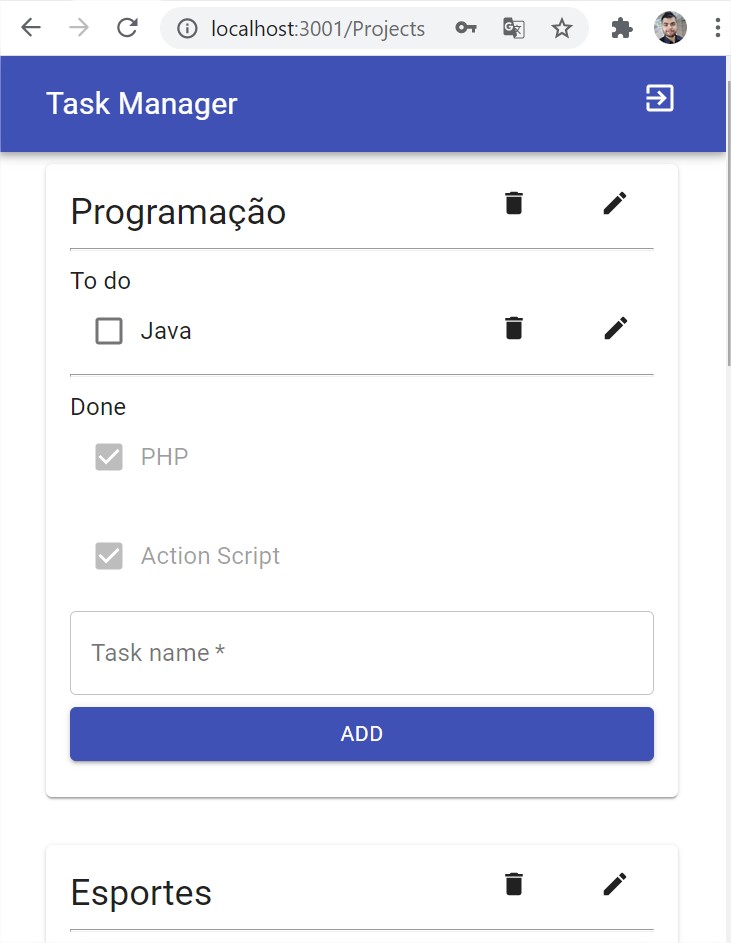 localhost:3001/Projects
Task Manager
Programação
To do
Java
Done
PHP
Action Script
Task name *
ADD
Esportes